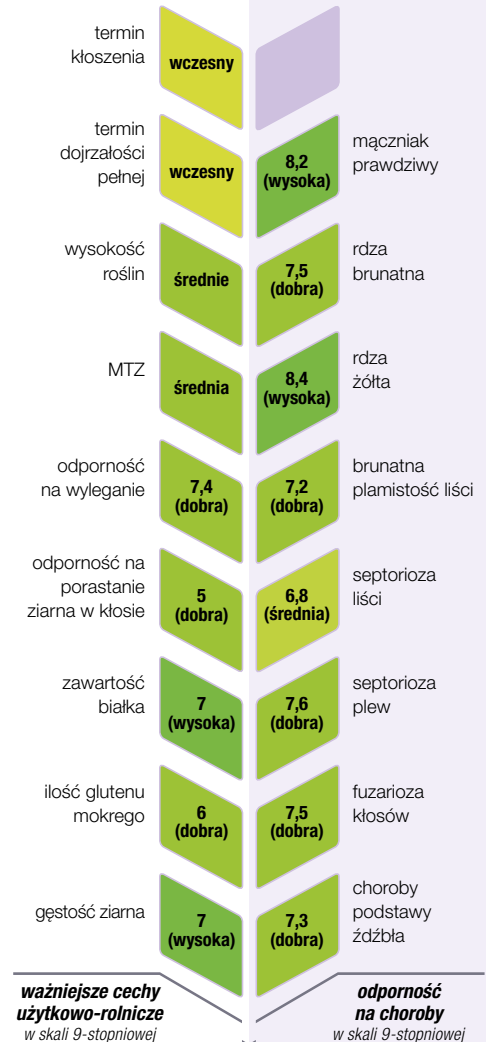 termin
kłoszenia
wczesny
termin
dojrzałości
pełnej
wczesny
8,2
(wysoka)
mączniak
prawdziwy
wysokość
roślin
średnie
7,5
(dobra)
rdza
brunatna
MTZ
średnia
8,4
(wysoka)
rdza
żółta
odporność
na wyleganie
7,4
(dobra)
7,2
(dobra)
brunatna
plamistość liści
odporność na
porastanie
ziarna w kłosie
5
(dobra)
6,8
(średnia)
septorioza
liści
zawartość
białka
7
(wysoka)
7,6
(dobra)
septorioza
plew
ilość glutenu
mokrego
6
(dobra)
7,5
(dobra)
fuzarioza
kłosów
gęstość ziarna
7
(wysoka)
7,3
(dobra)
choroby
podstawy
źdźbła
ważniejsze cechy
użytkowo-rolnicze
w skali 9-stopniowej
odporność
na choroby
w skali 9-stopniowej